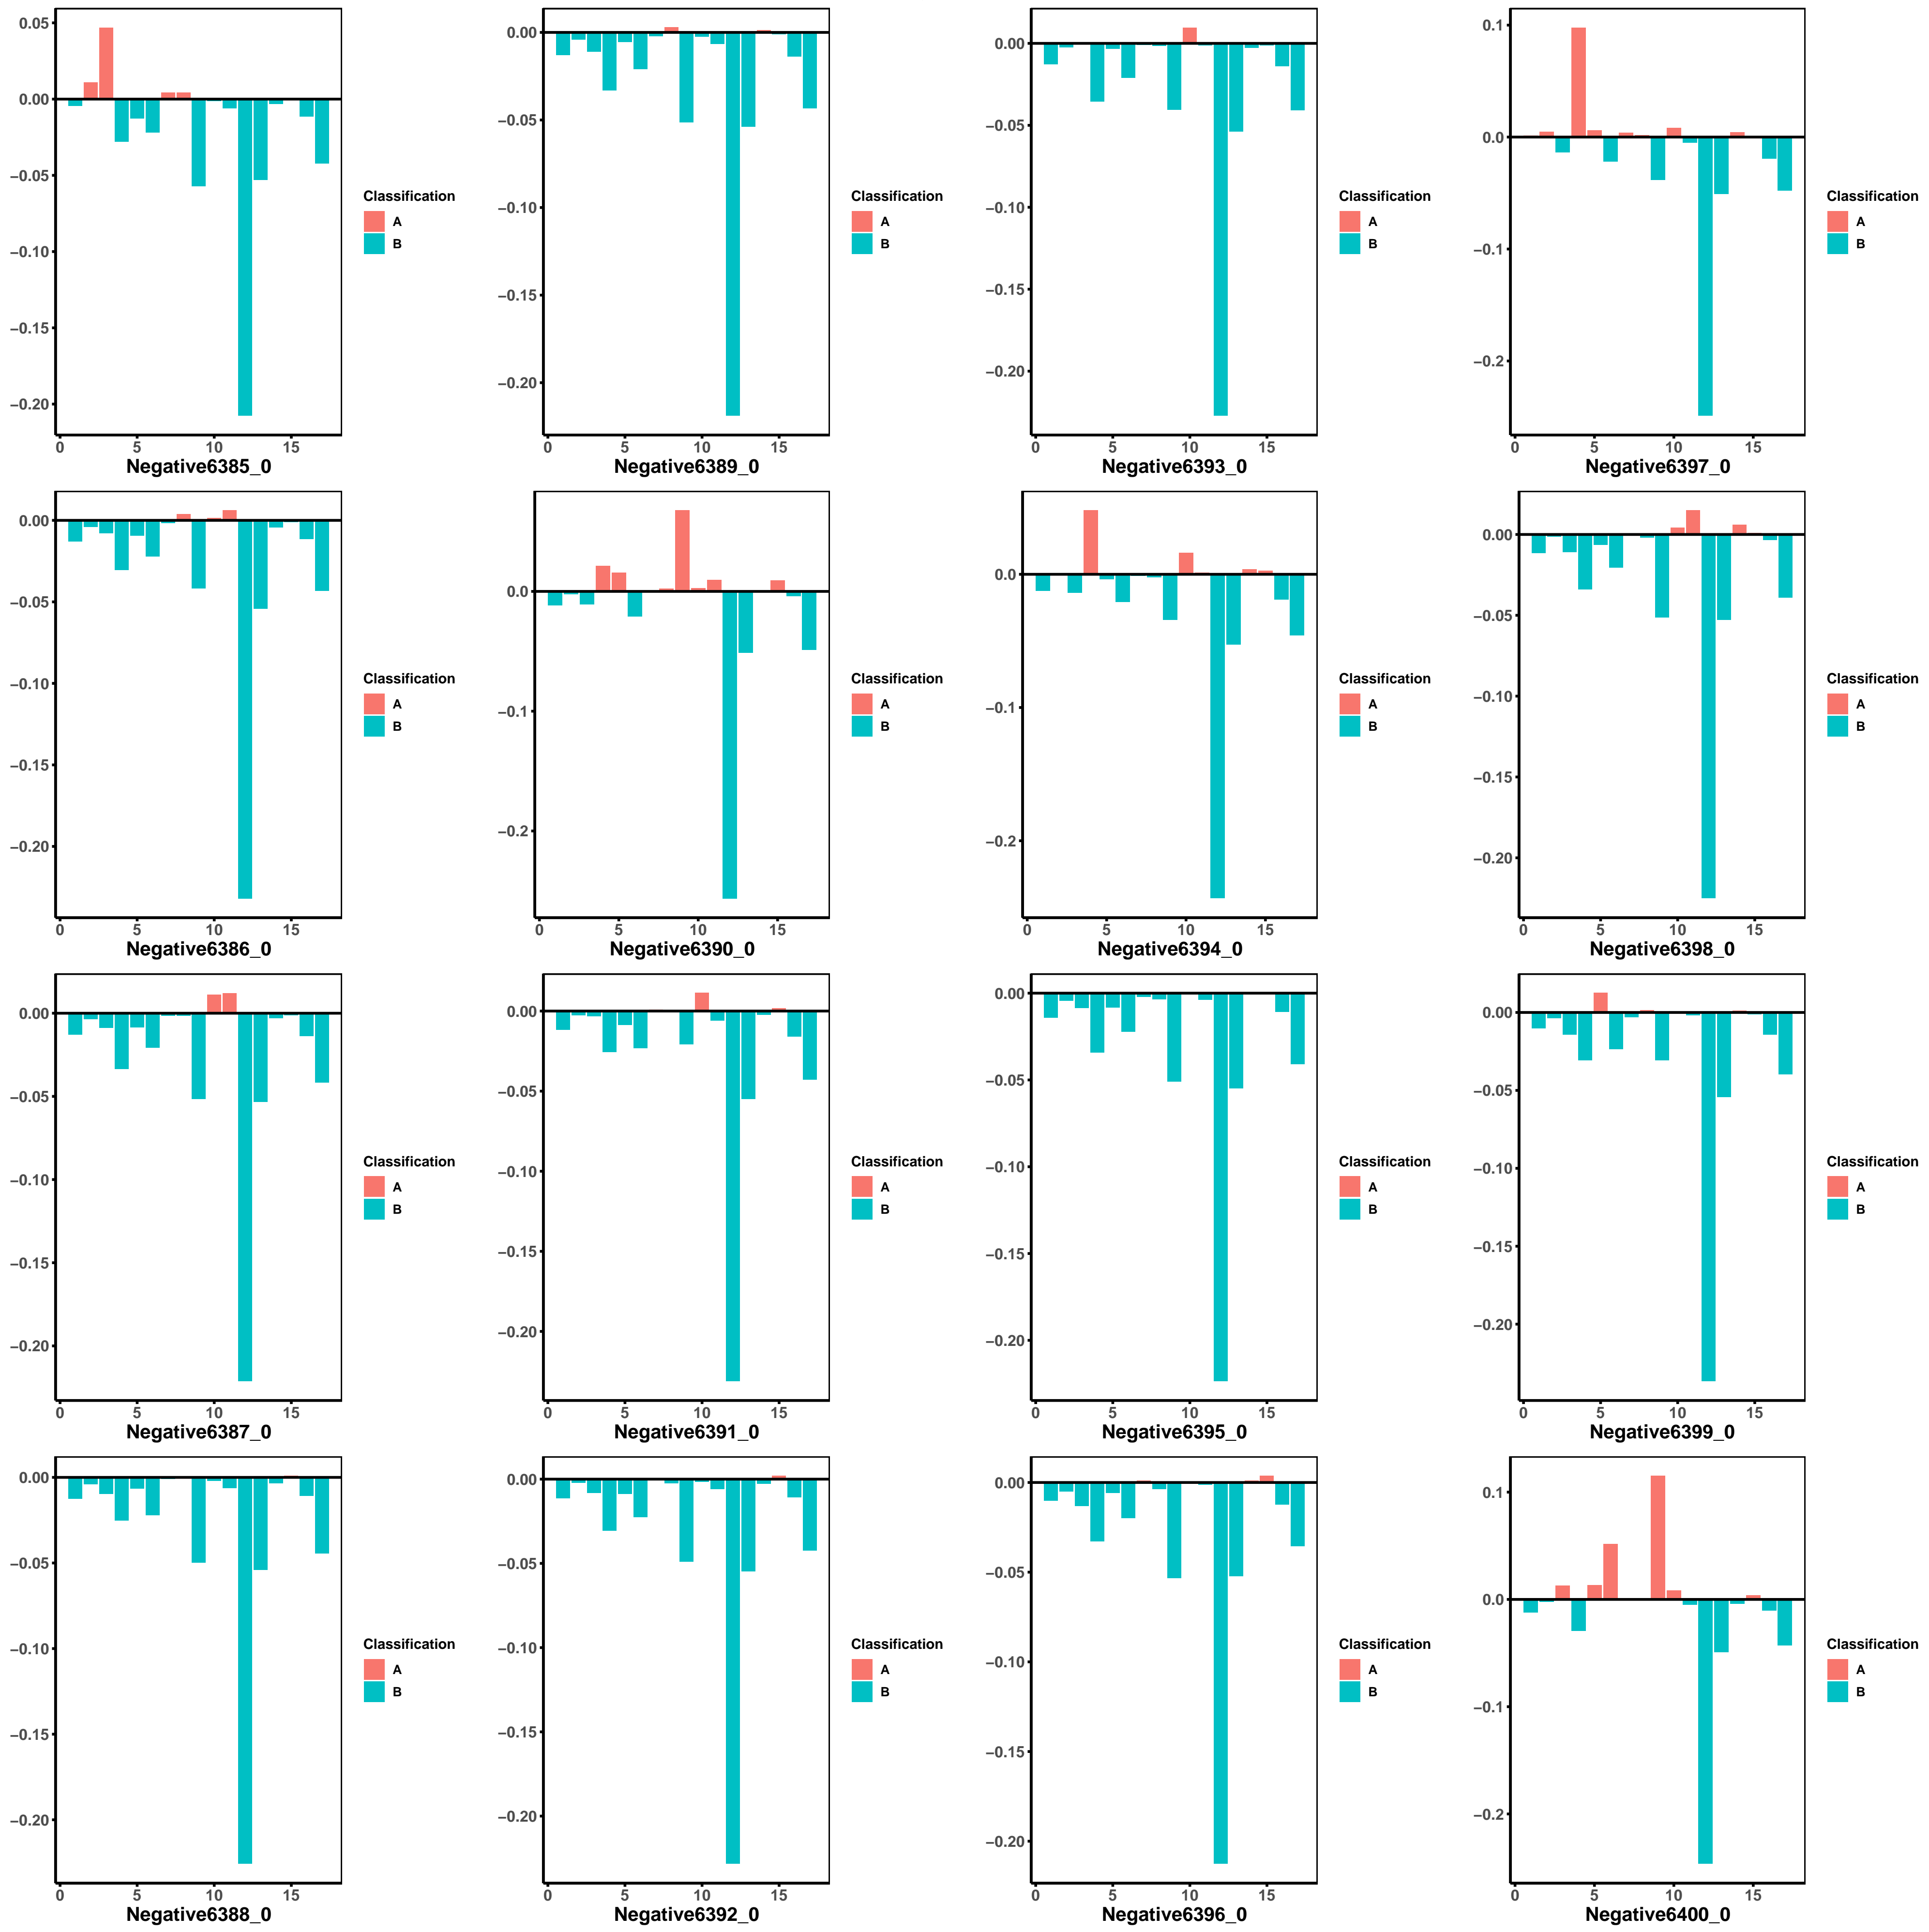 0.05
0.00
−0.05
−0.10
−0.15
−0.20
0 5 10 15
Negative6385_0
Classification
A
B
0.00
−0.05
−0.10
−0.15
−0.20
0 5 10 15
Negative6389_0
Classification
A
B
0.00
−0.05
−0.10
−0.15
−0.20
0 5 10 15
Negative6393_0
Classification
A
B
0.1
0.0
−0.1
−0.2
0 5 10 15
Negative6397_0
Classification
A
B
0.00
−0.05
−0.10
−0.15
−0.20
0 5 10 15
Negative6386_0
Classification
A
B
0.0
−0.1
−0.2
0 5 10 15
Negative6390_0
Classification
A
B
0.0
−0.1
−0.2
0 5 10 15
Negative6394_0
Classification
A
B
0.00
−0.05
−0.10
−0.15
−0.20
0 5 10 15
Negative6398_0
Classification
A
B
0.00
−0.05
−0.10
−0.15
−0.20
0 5 10 15
Negative6387_0
Classification
A
B
0.00
−0.05
−0.10
−0.15
−0.20
0 5 10 15
Negative6391_0
Classification
A
B
0.00
−0.05
−0.10
−0.15
−0.20
0 5 10 15
Negative6395_0
Classification
A
B
0.00
−0.05
−0.10
−0.15
−0.20
0 5 10 15
Negative6399_0
Classification
A
B
0.00
−0.05
−0.10
−0.15
−0.20
0 5 10 15
Negative6388_0
Classification
A
B
0.00
−0.05
−0.10
−0.15
−0.20
0 5 10 15
Negative6392_0
Classification
A
B
0.00
−0.05
−0.10
−0.15
−0.20
0 5 10 15
Negative6396_0
Classification
A
B
0.1
0.0
−0.1
−0.2
0 5 10 15
Negative6400_0
Classification
A
B